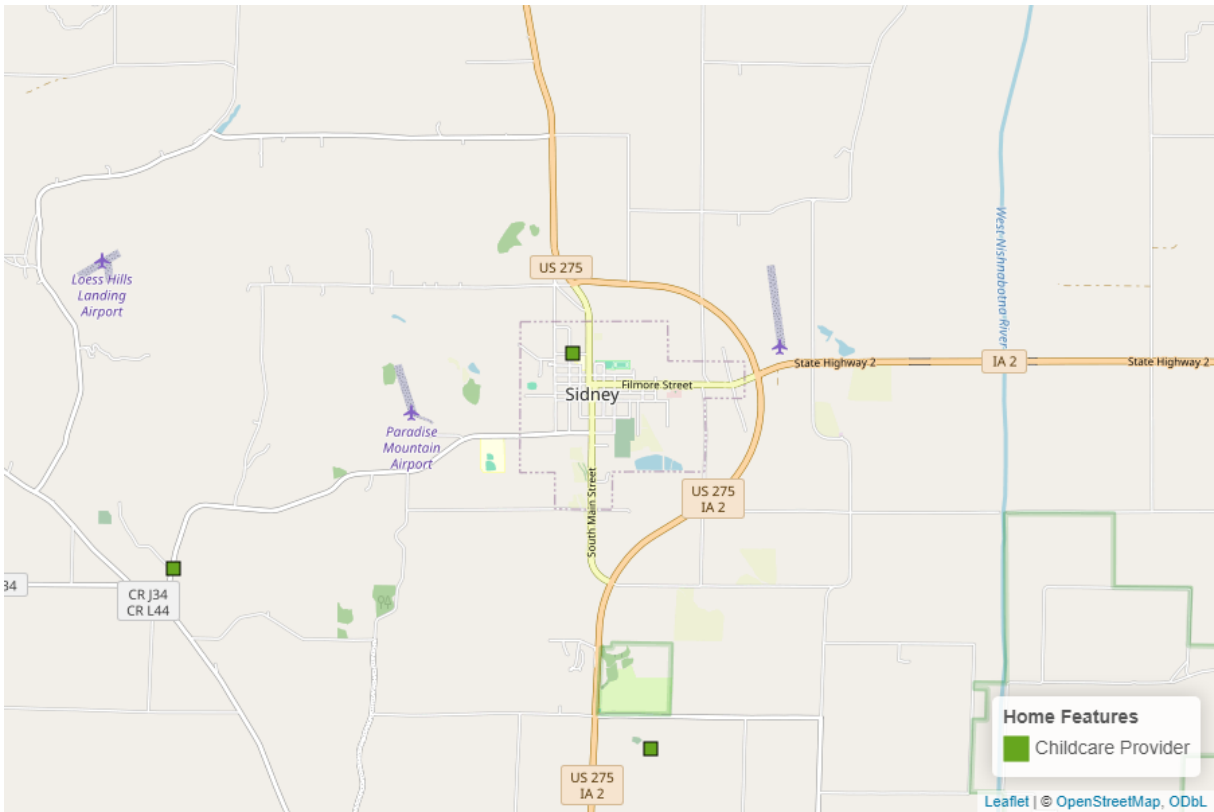 US 275
Loess Hills
Landing
Airport
West Nishnabotna River
State Highway 2
IA 2
State Highway 2
Filmore Street
Sidney
Paradise
Mountain
Airport
South Main Street
US 275
IA 2
34
CR J34
CR L44
US 275
IA 2
Home Features
Childcare Provider
Leaflet | © OpenStreetMap, ODbL